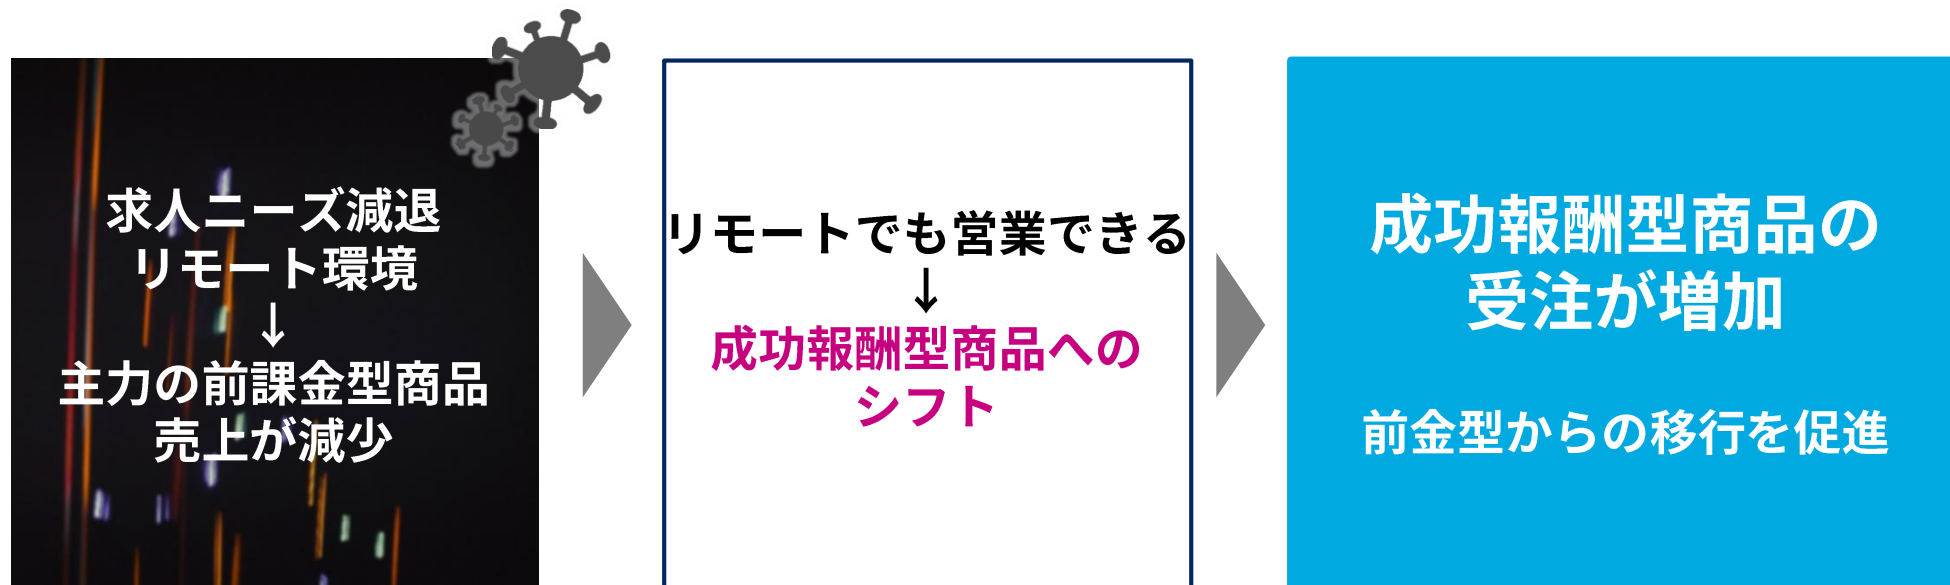 求人ニーズ減退
リモート環境
↓
主力の前課金型商品
売上が減少
リモートでも営業できる
↓
成功報酬型商品への
シフト
成功報酬型商品の
受注が増加
前金型からの移行を促進